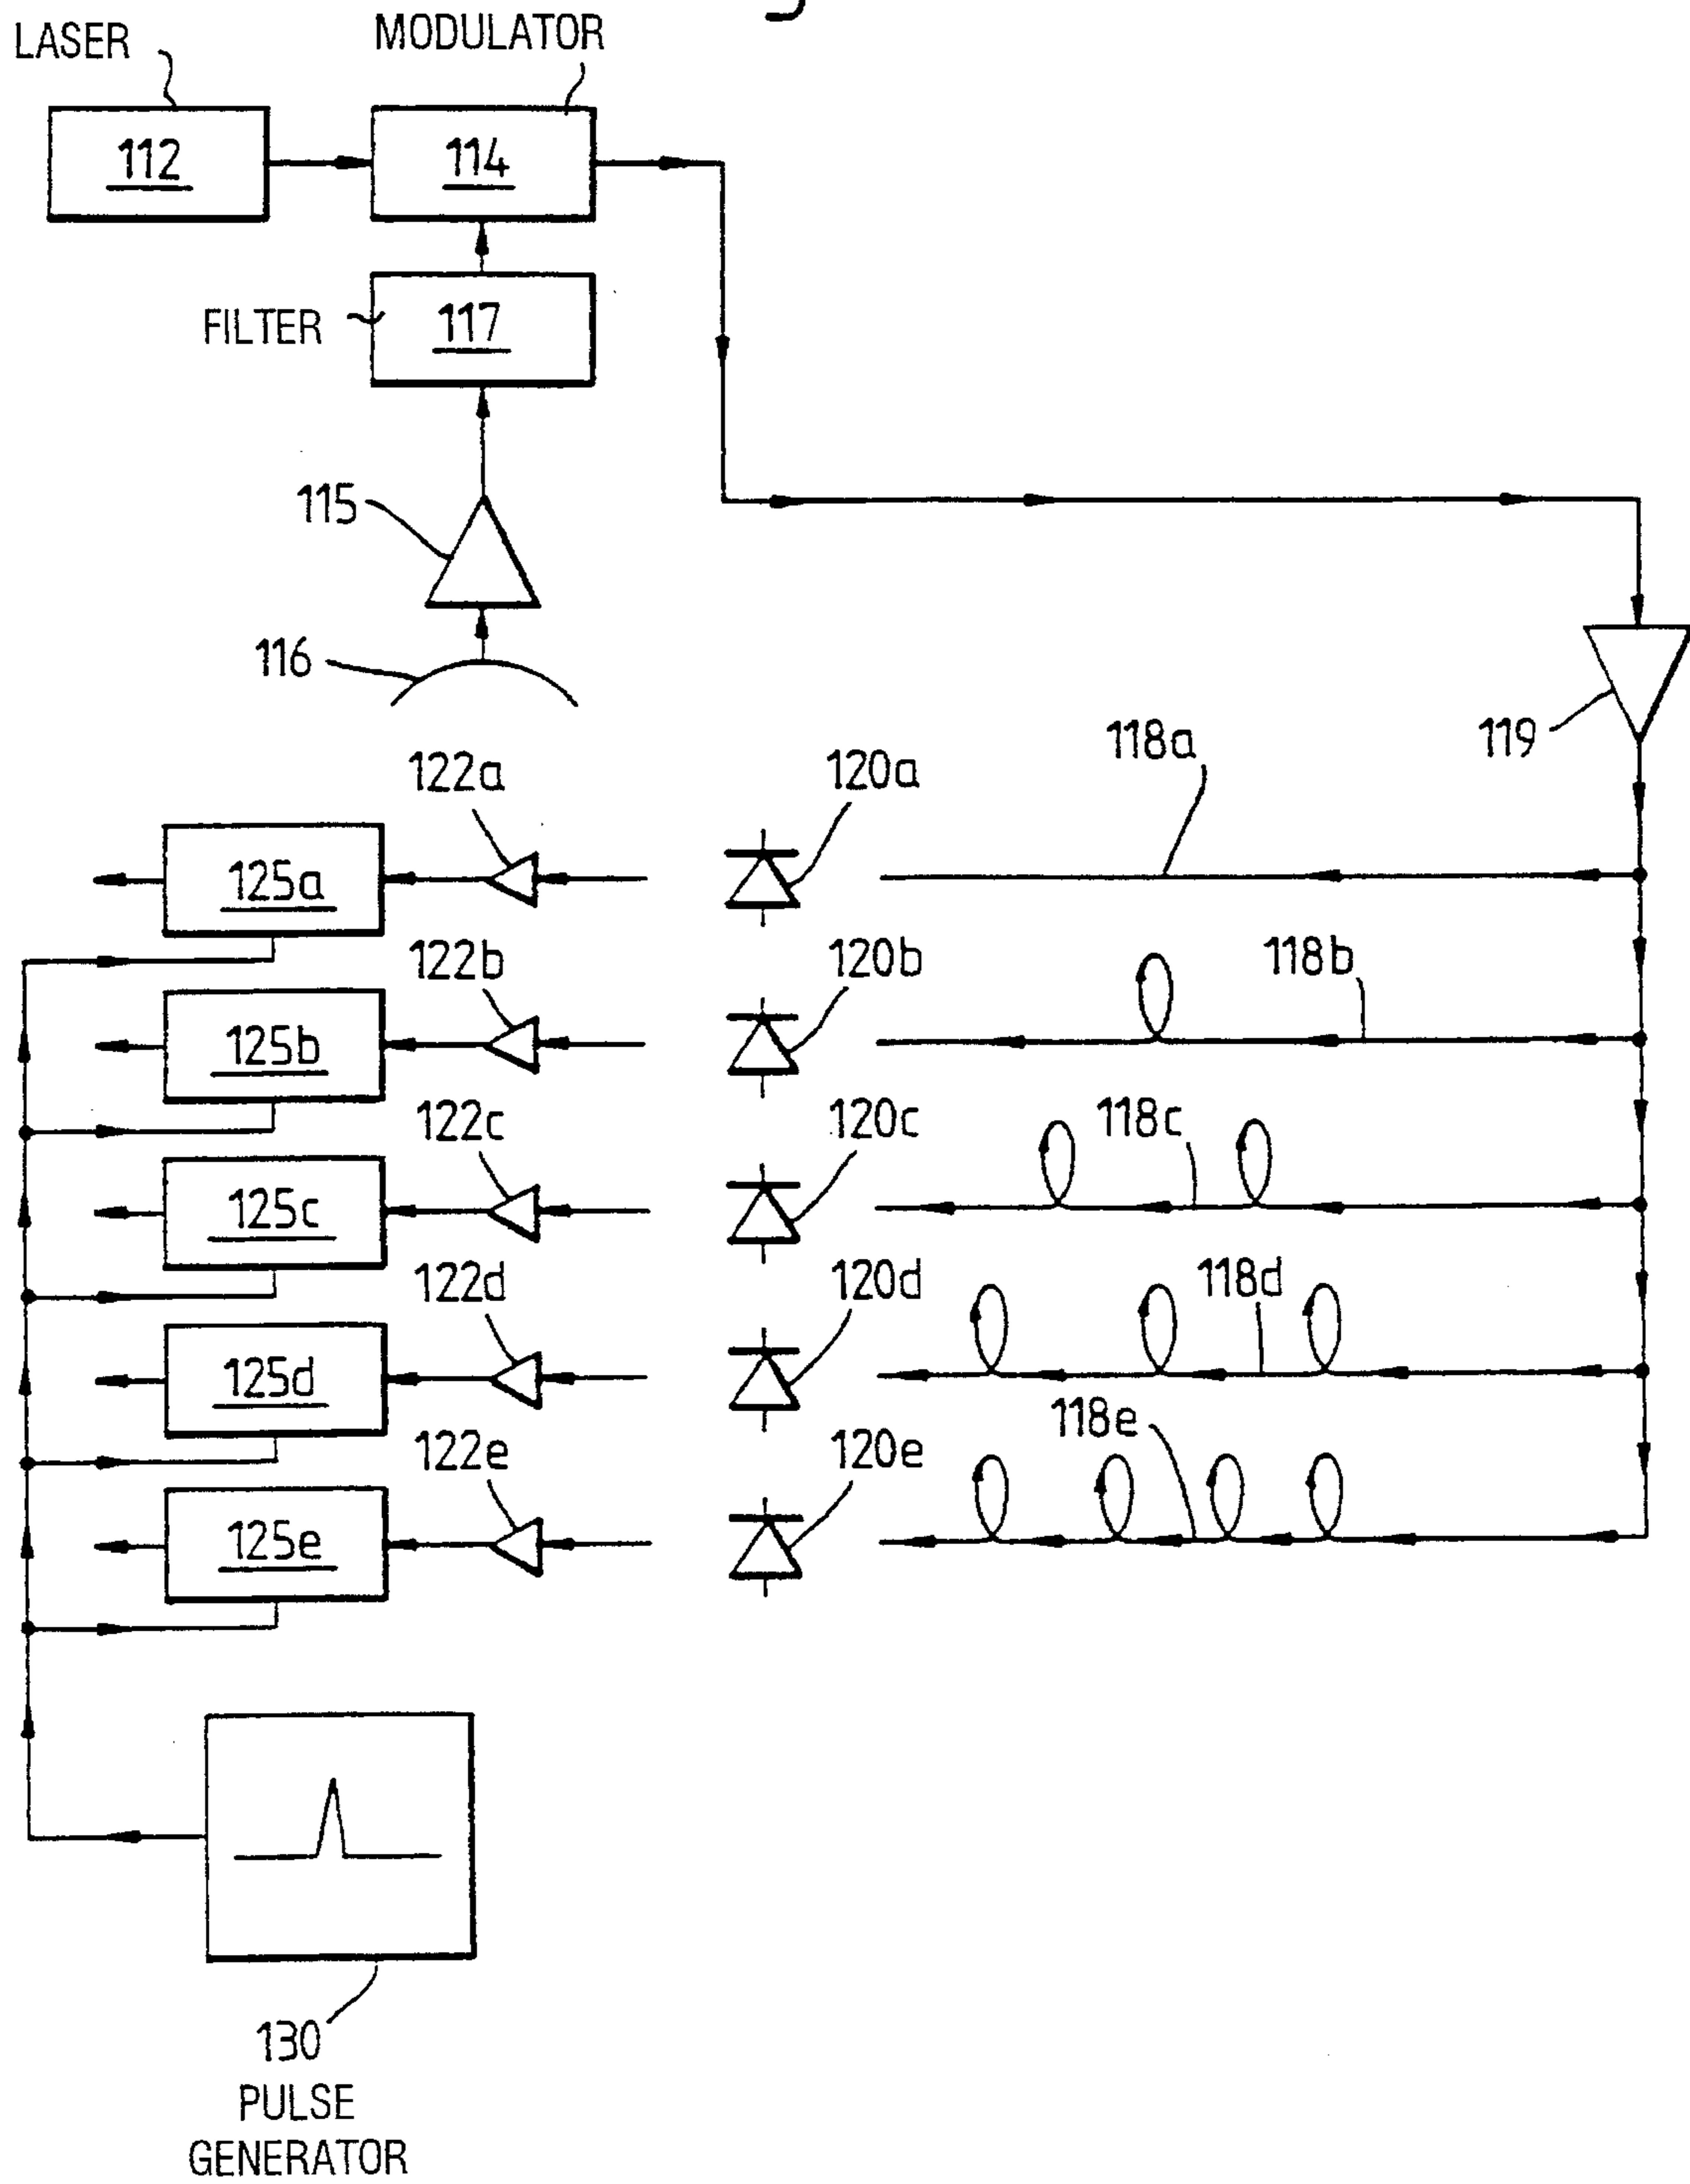 LASER
MODULATOR
112
114
FILTER
117
115
116
119
118a
122a
120a
125a
122b
120b
118b
125b
122c
120c
118c
125c
122d
120d
118d
125d
118e
122e
120e
125e
130
PULSE
GENERATOR